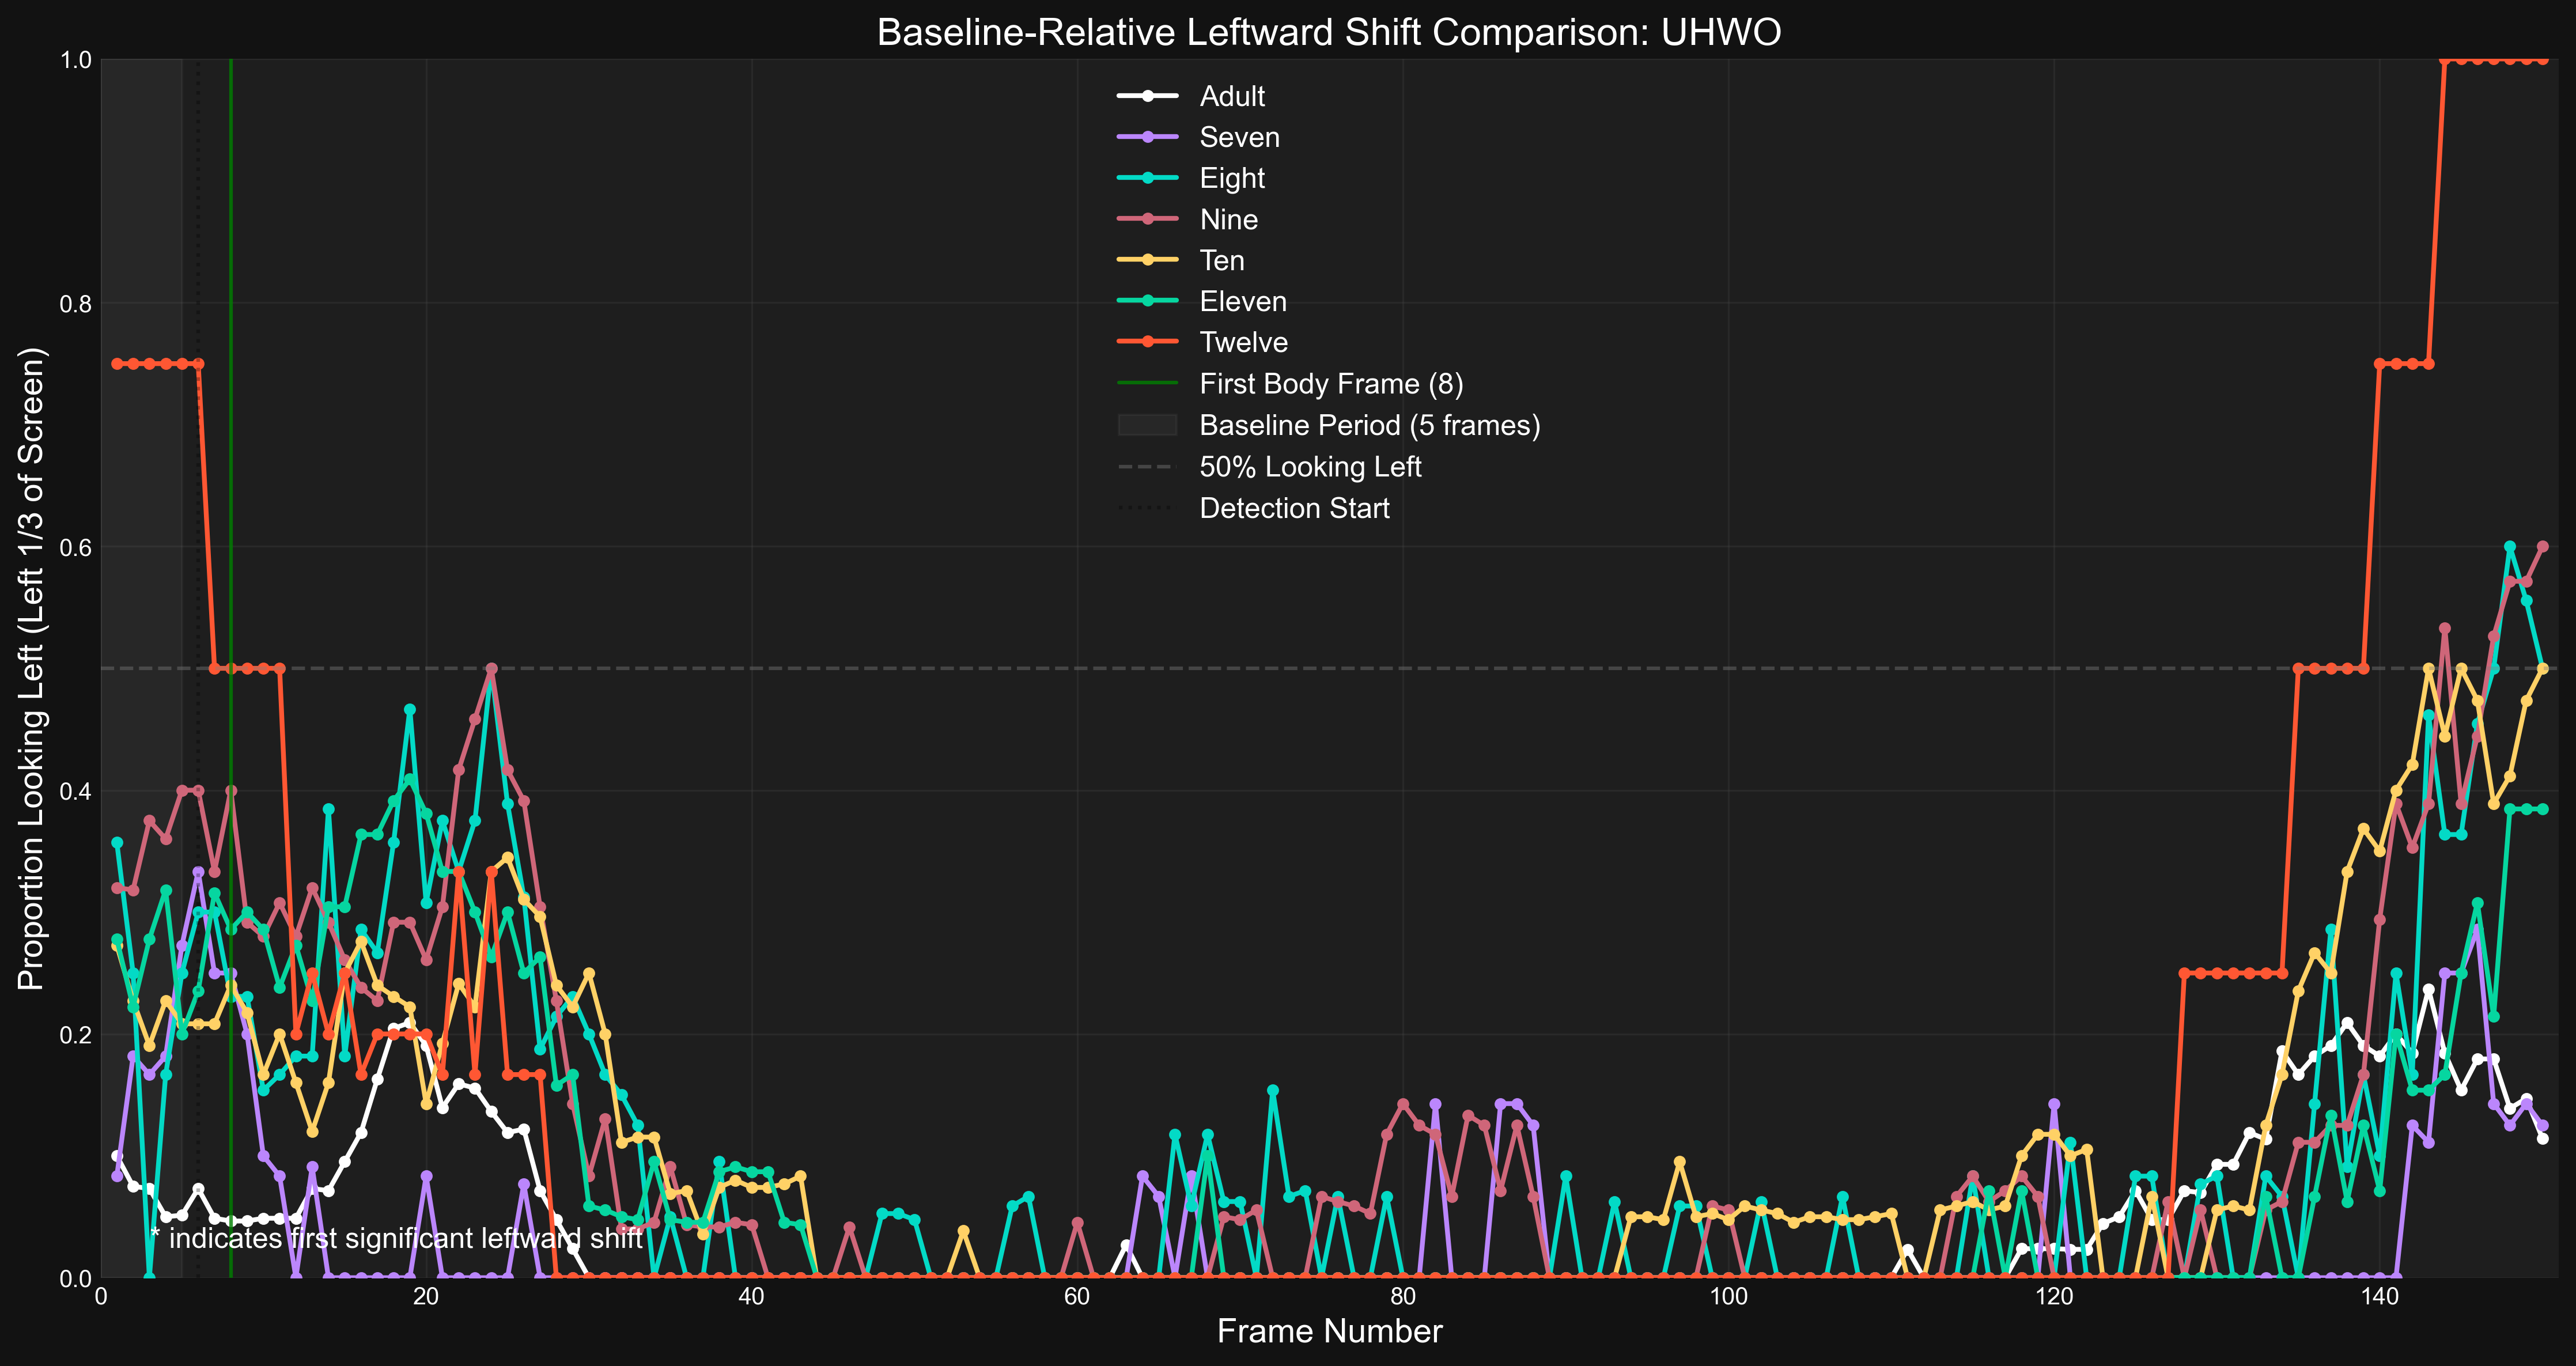 Baseline-Relative Leftward Shift Comparison: UHWO
Proportion Looking Left (Left 1/3 of Screen)
1.0
0.8
0.6
0.4
0.2
0.0
Adult
Seven
Eight
Nine
Ten
Eleven
Twelve
First Body Frame (8)
Baseline Period (5 frames)
50% Looking Left
Detection Start
* indicates first significant leftward shift
0 20 40 60 80 100 120 140
Frame Number